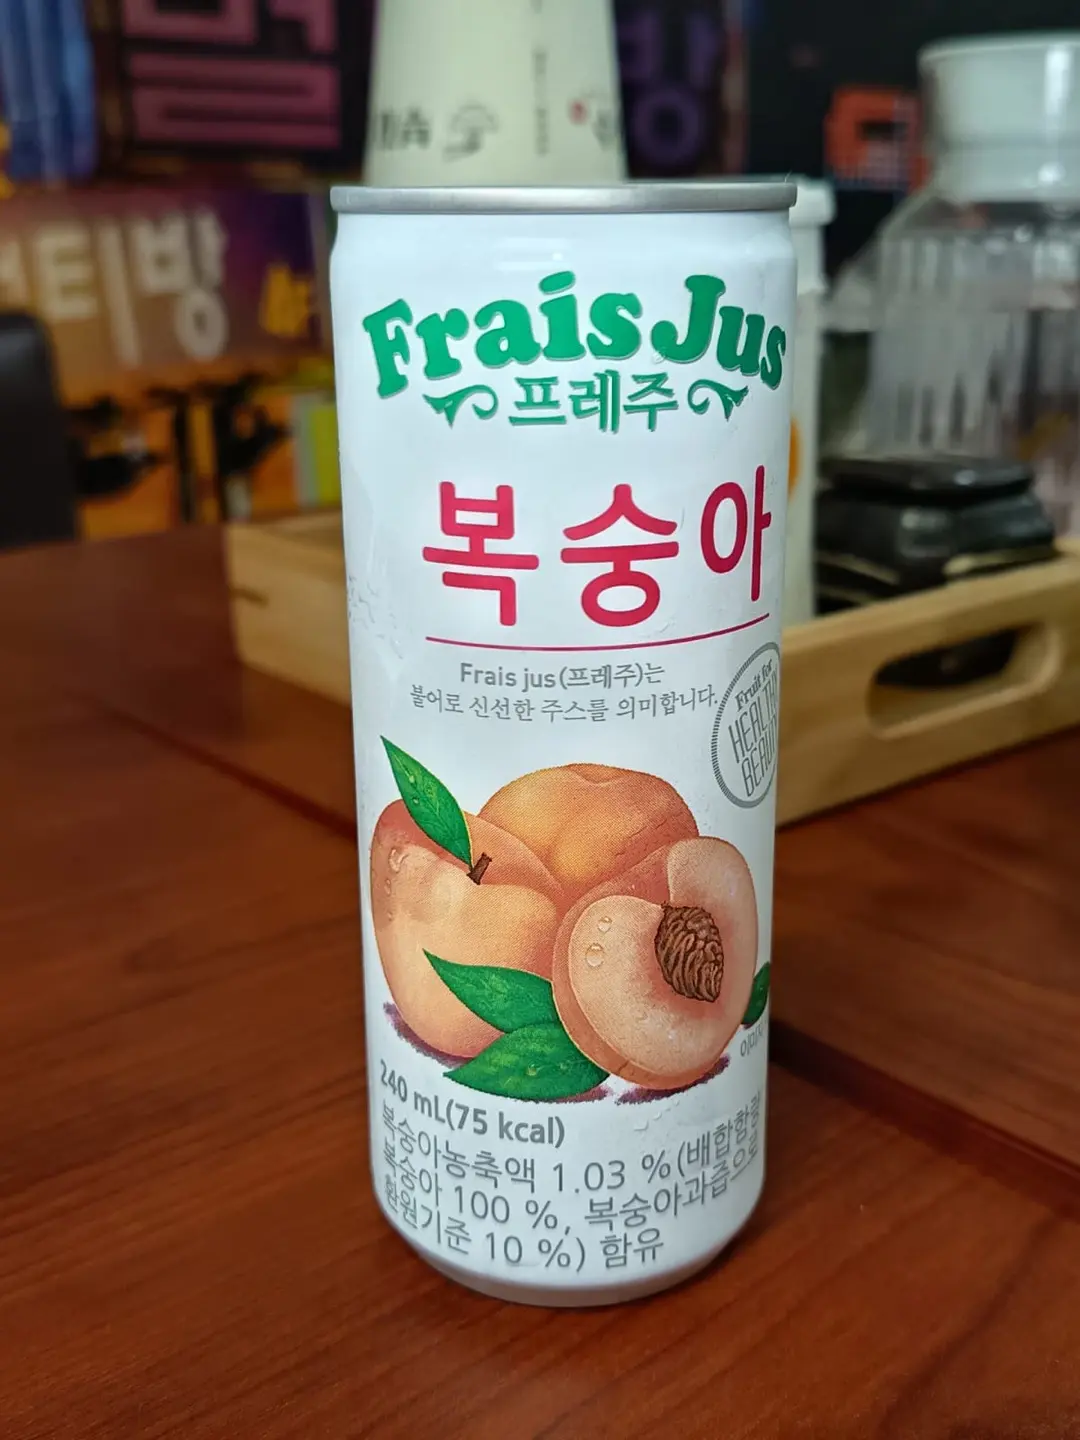 Frais Jus
프레주
복숭아
Frais jus(프레주)는
불어로 신선한 주스를 의미합니다.
Fruit for
HEALTHY
BEAUTY
240 mL(75 kcal)
복숭아농축액 1.03 %(배합함량
복숭아 100 %, 복숭아과즙으로
환원기준 10 %) 함유
티방